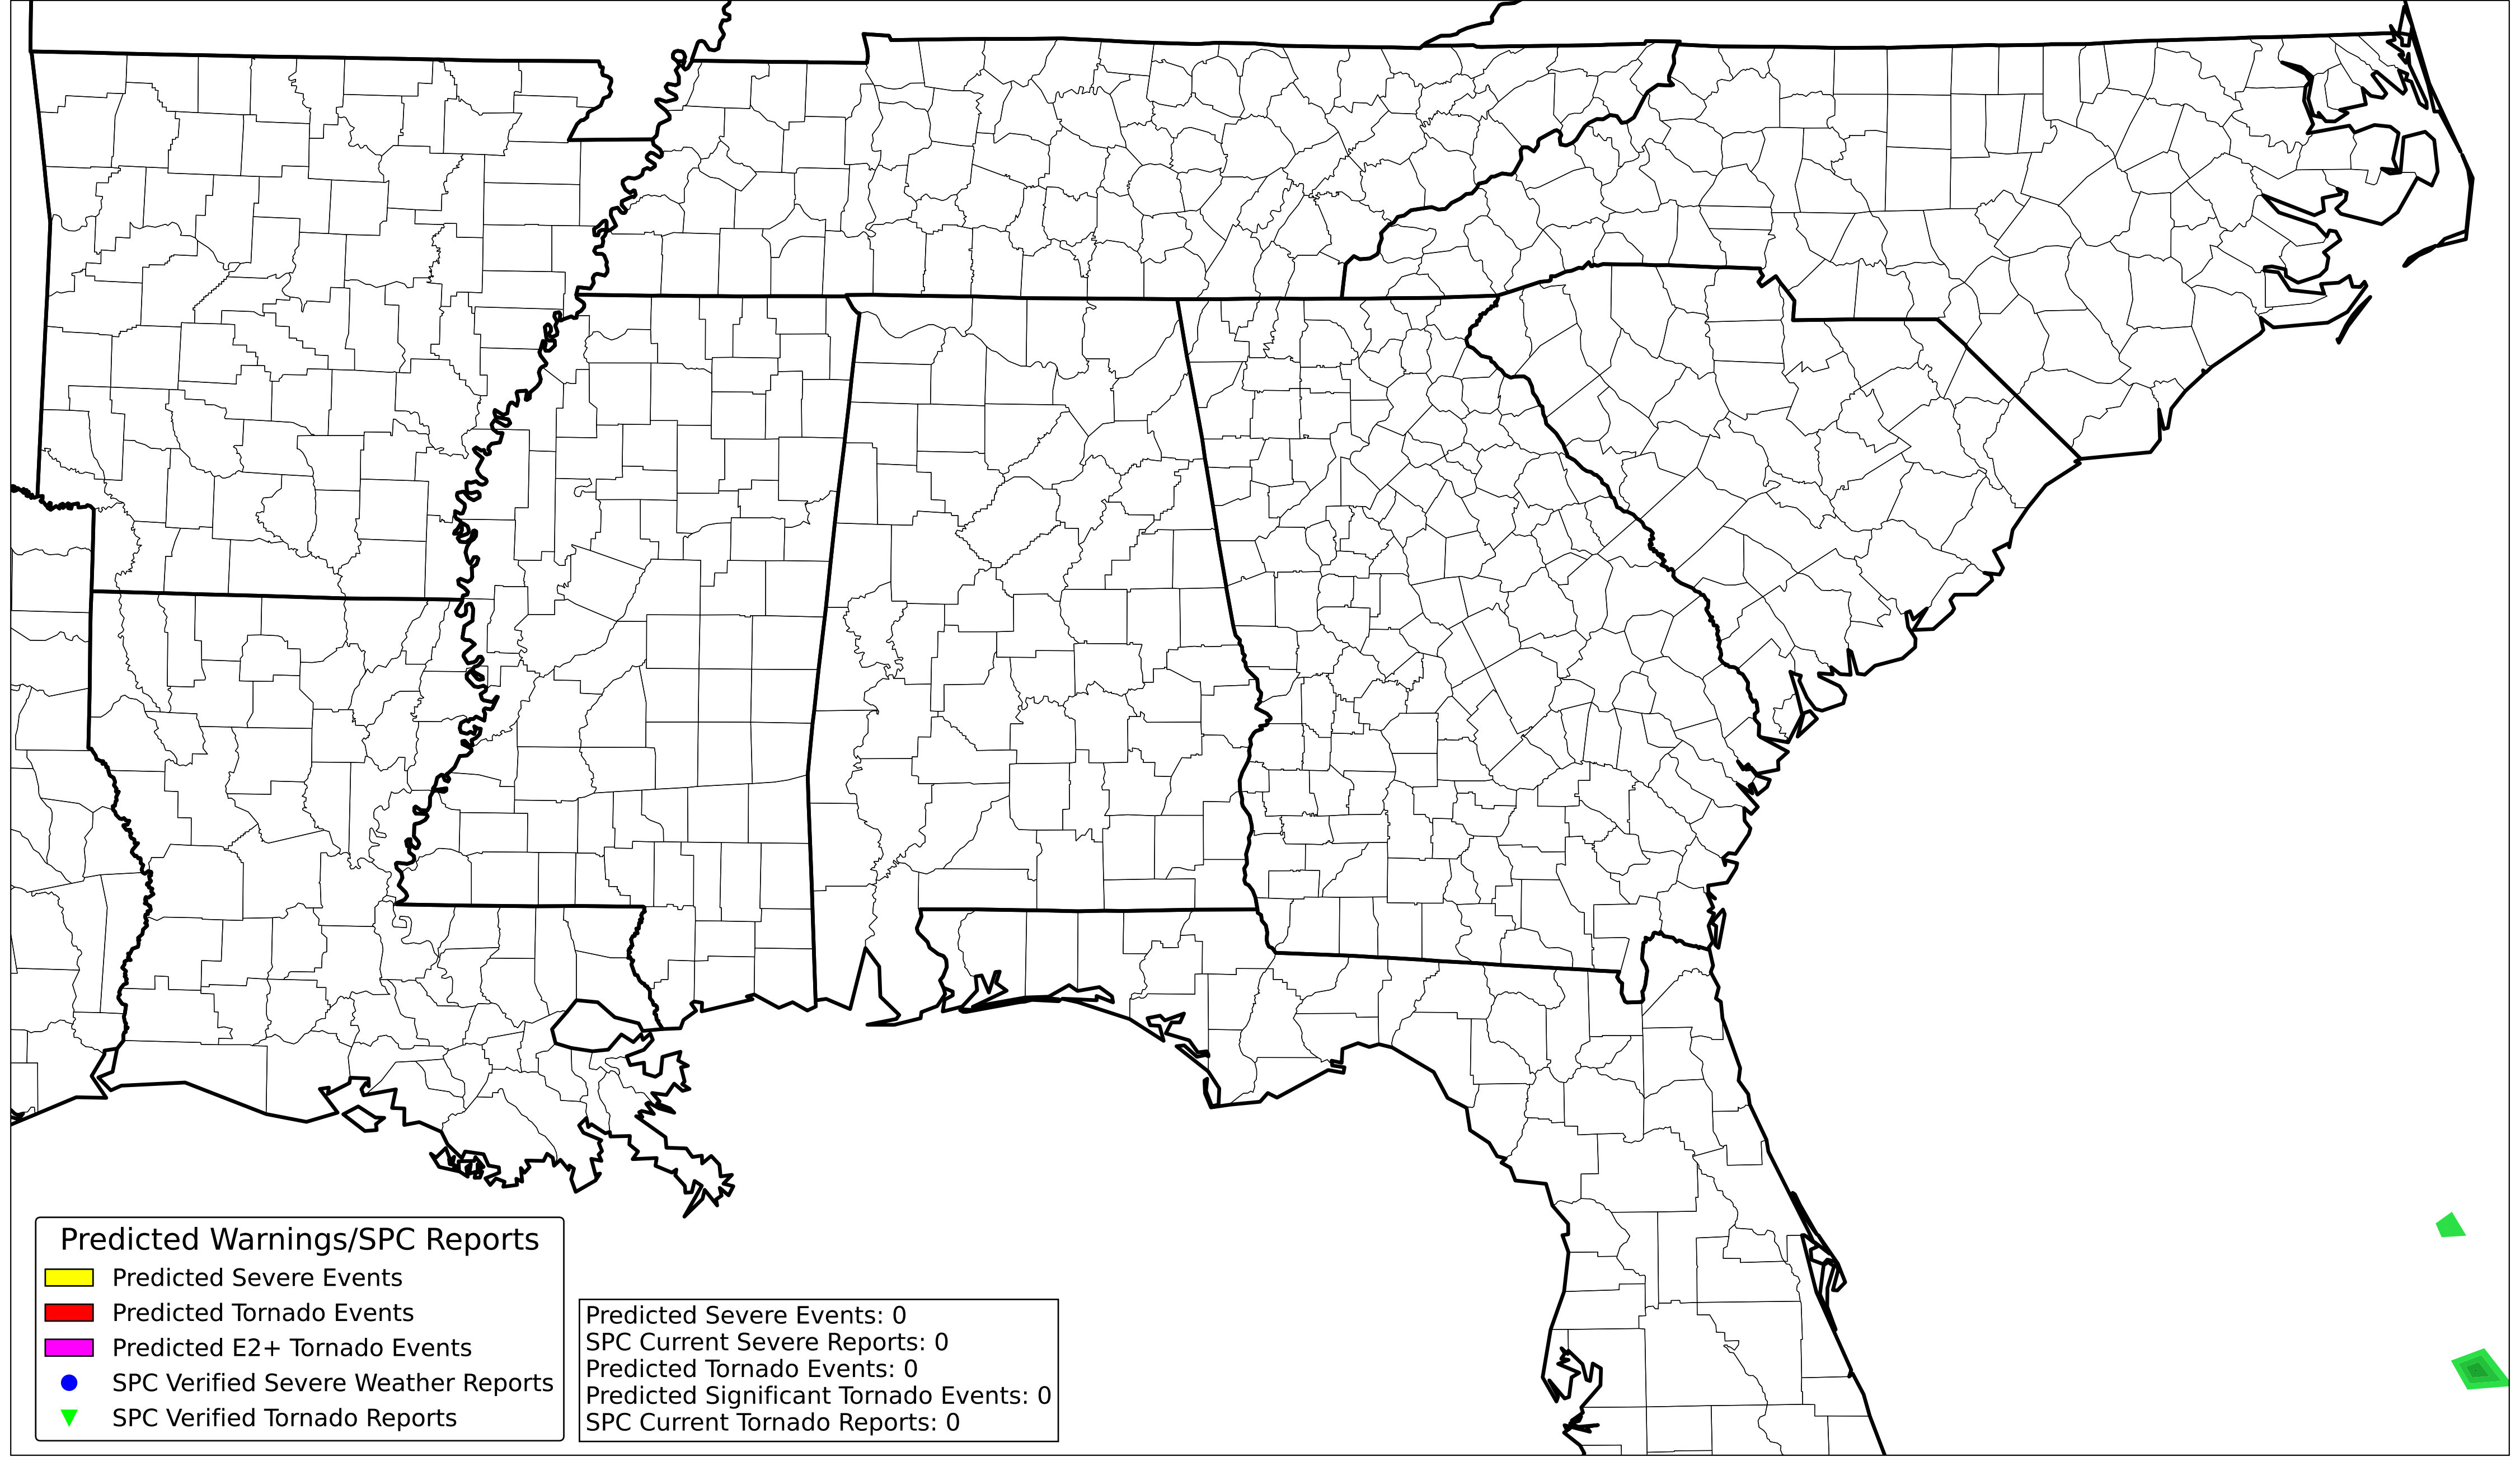 Predicted Warnings/SPC Reports
Predicted Severe Events
Predicted Tornado Events
Predicted E2+ Tornado Events
SPC Verified Severe Weather Reports
SPC Verified Tornado Reports
Predicted Severe Events: 0
SPC Current Severe Reports: 0
Predicted Tornado Events: 0
Predicted Significant Tornado Events: 0
SPC Current Tornado Reports: 0